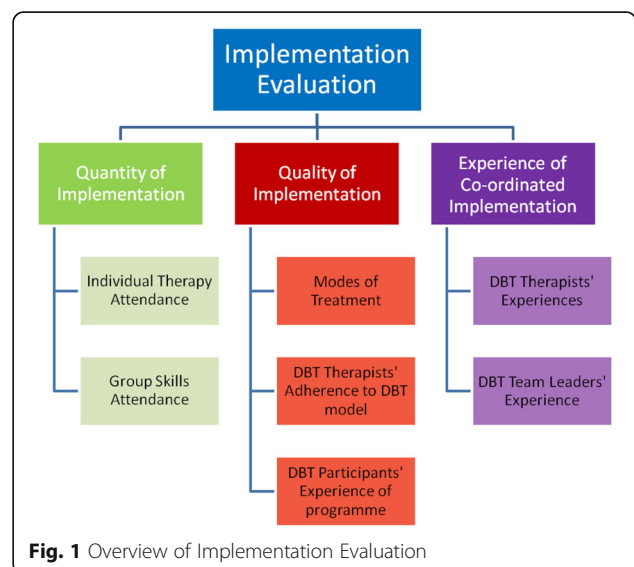 Implementation
Evaluation
Quantity of
Implementation
Individual Therapy
Attendance
Group Skills
Attendance
Quality of
Implementation
Modes of
Treatment
DBT Therapists'
Adherence to DBT
model
DBT Participants'
Experience of
programme
Experience of
Co-ordinated
Implementation
DBT Therapists'
Experiences
DBT Team Leaders'
Experience
Fig. 1 Overview of Implementation Evaluation